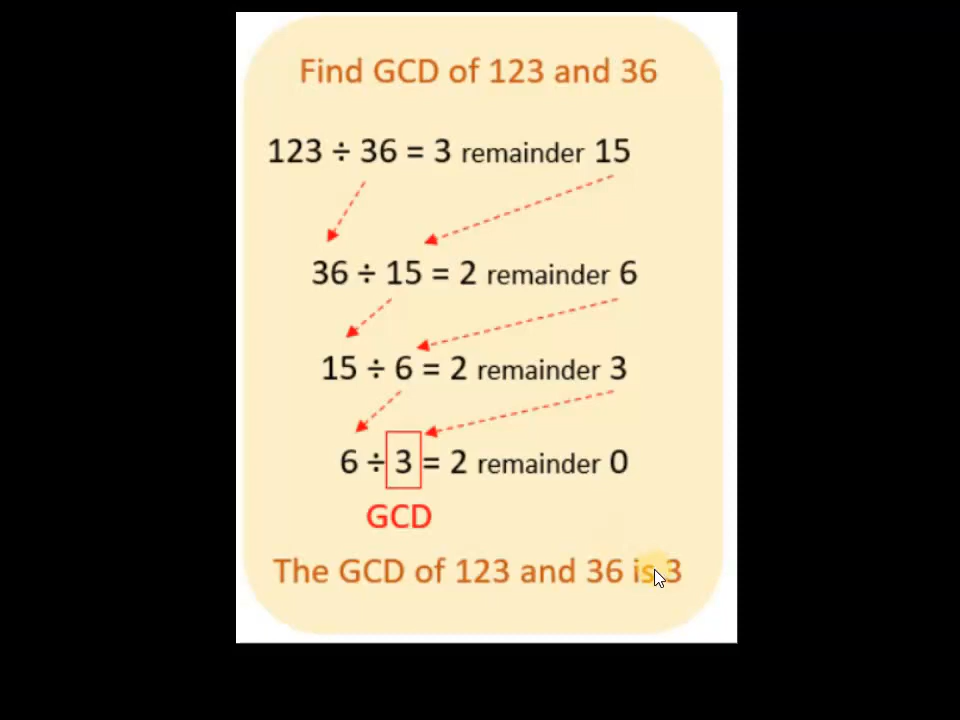 Find GCD of 123 and 36
123 ÷ 36 = 3 remainder 15
36 ÷ 15 = 2 remainder 6
15 ÷ 6 = 2 remainder 3
6 ÷ 3 = 2 remainder 0
GCD
The GCD of 123 and 36 is 3